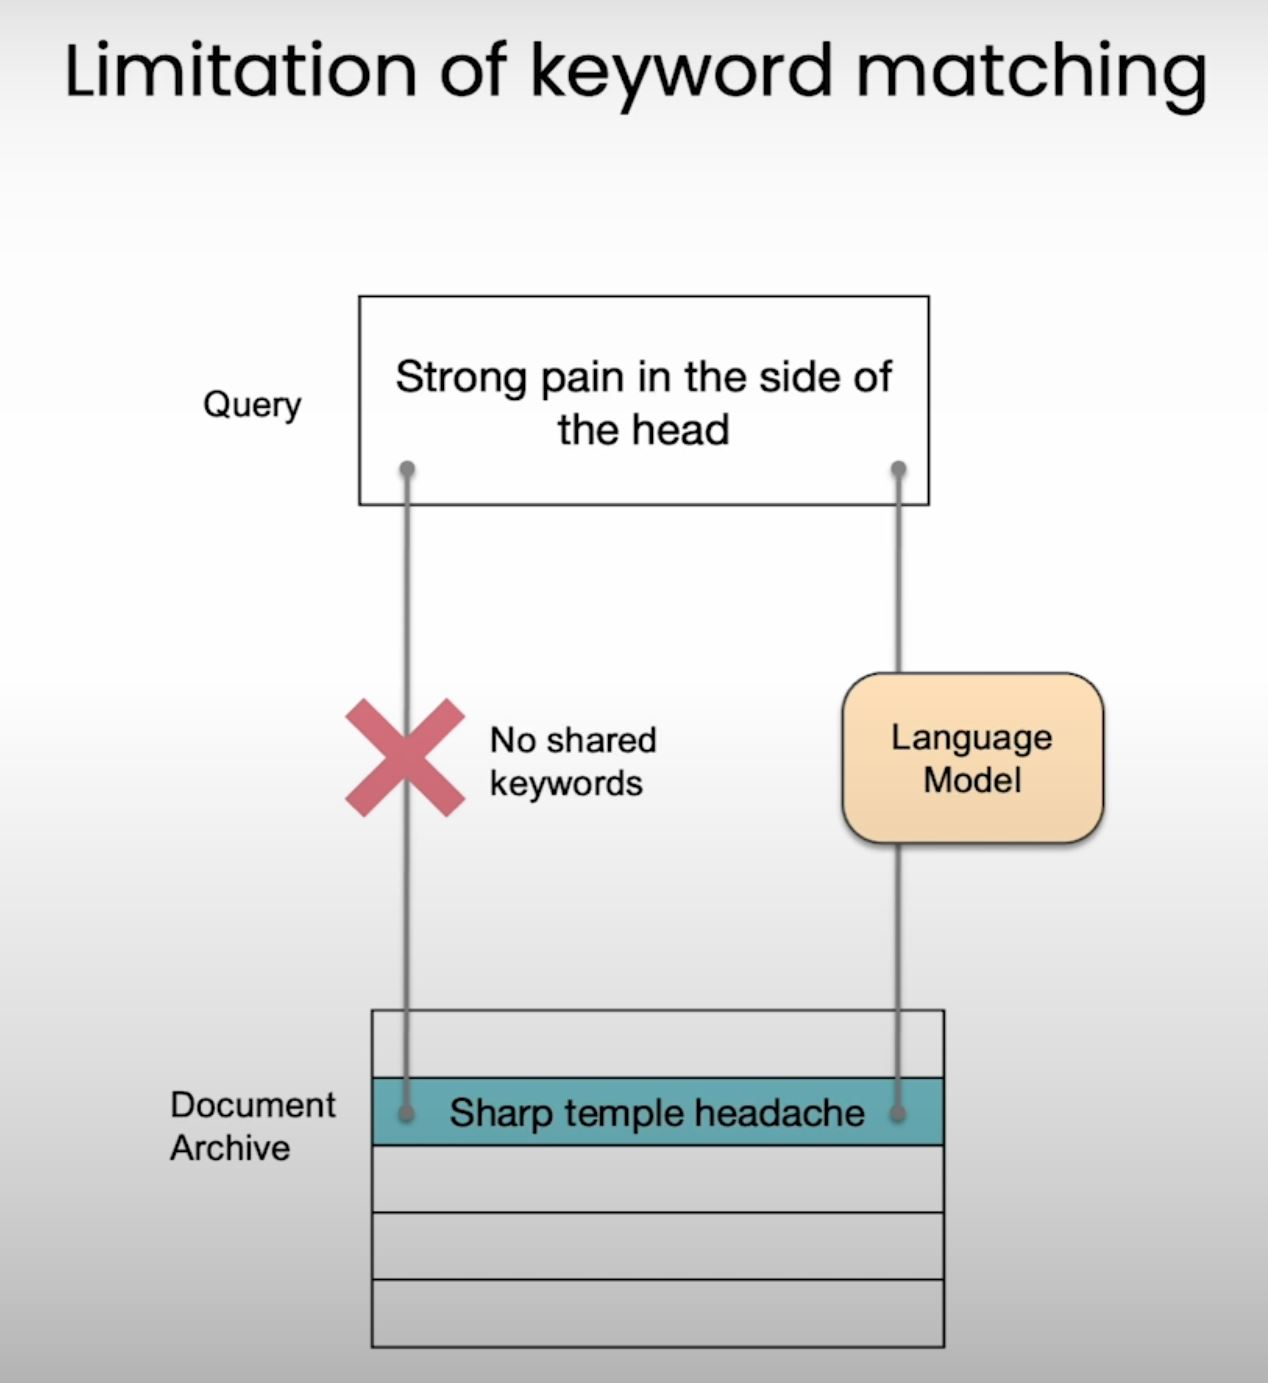 Limitation of keyword matching
Query
Strong pain in the side of
the head
No shared
keywords
Language
Model
Document
Archive
Sharp temple headache